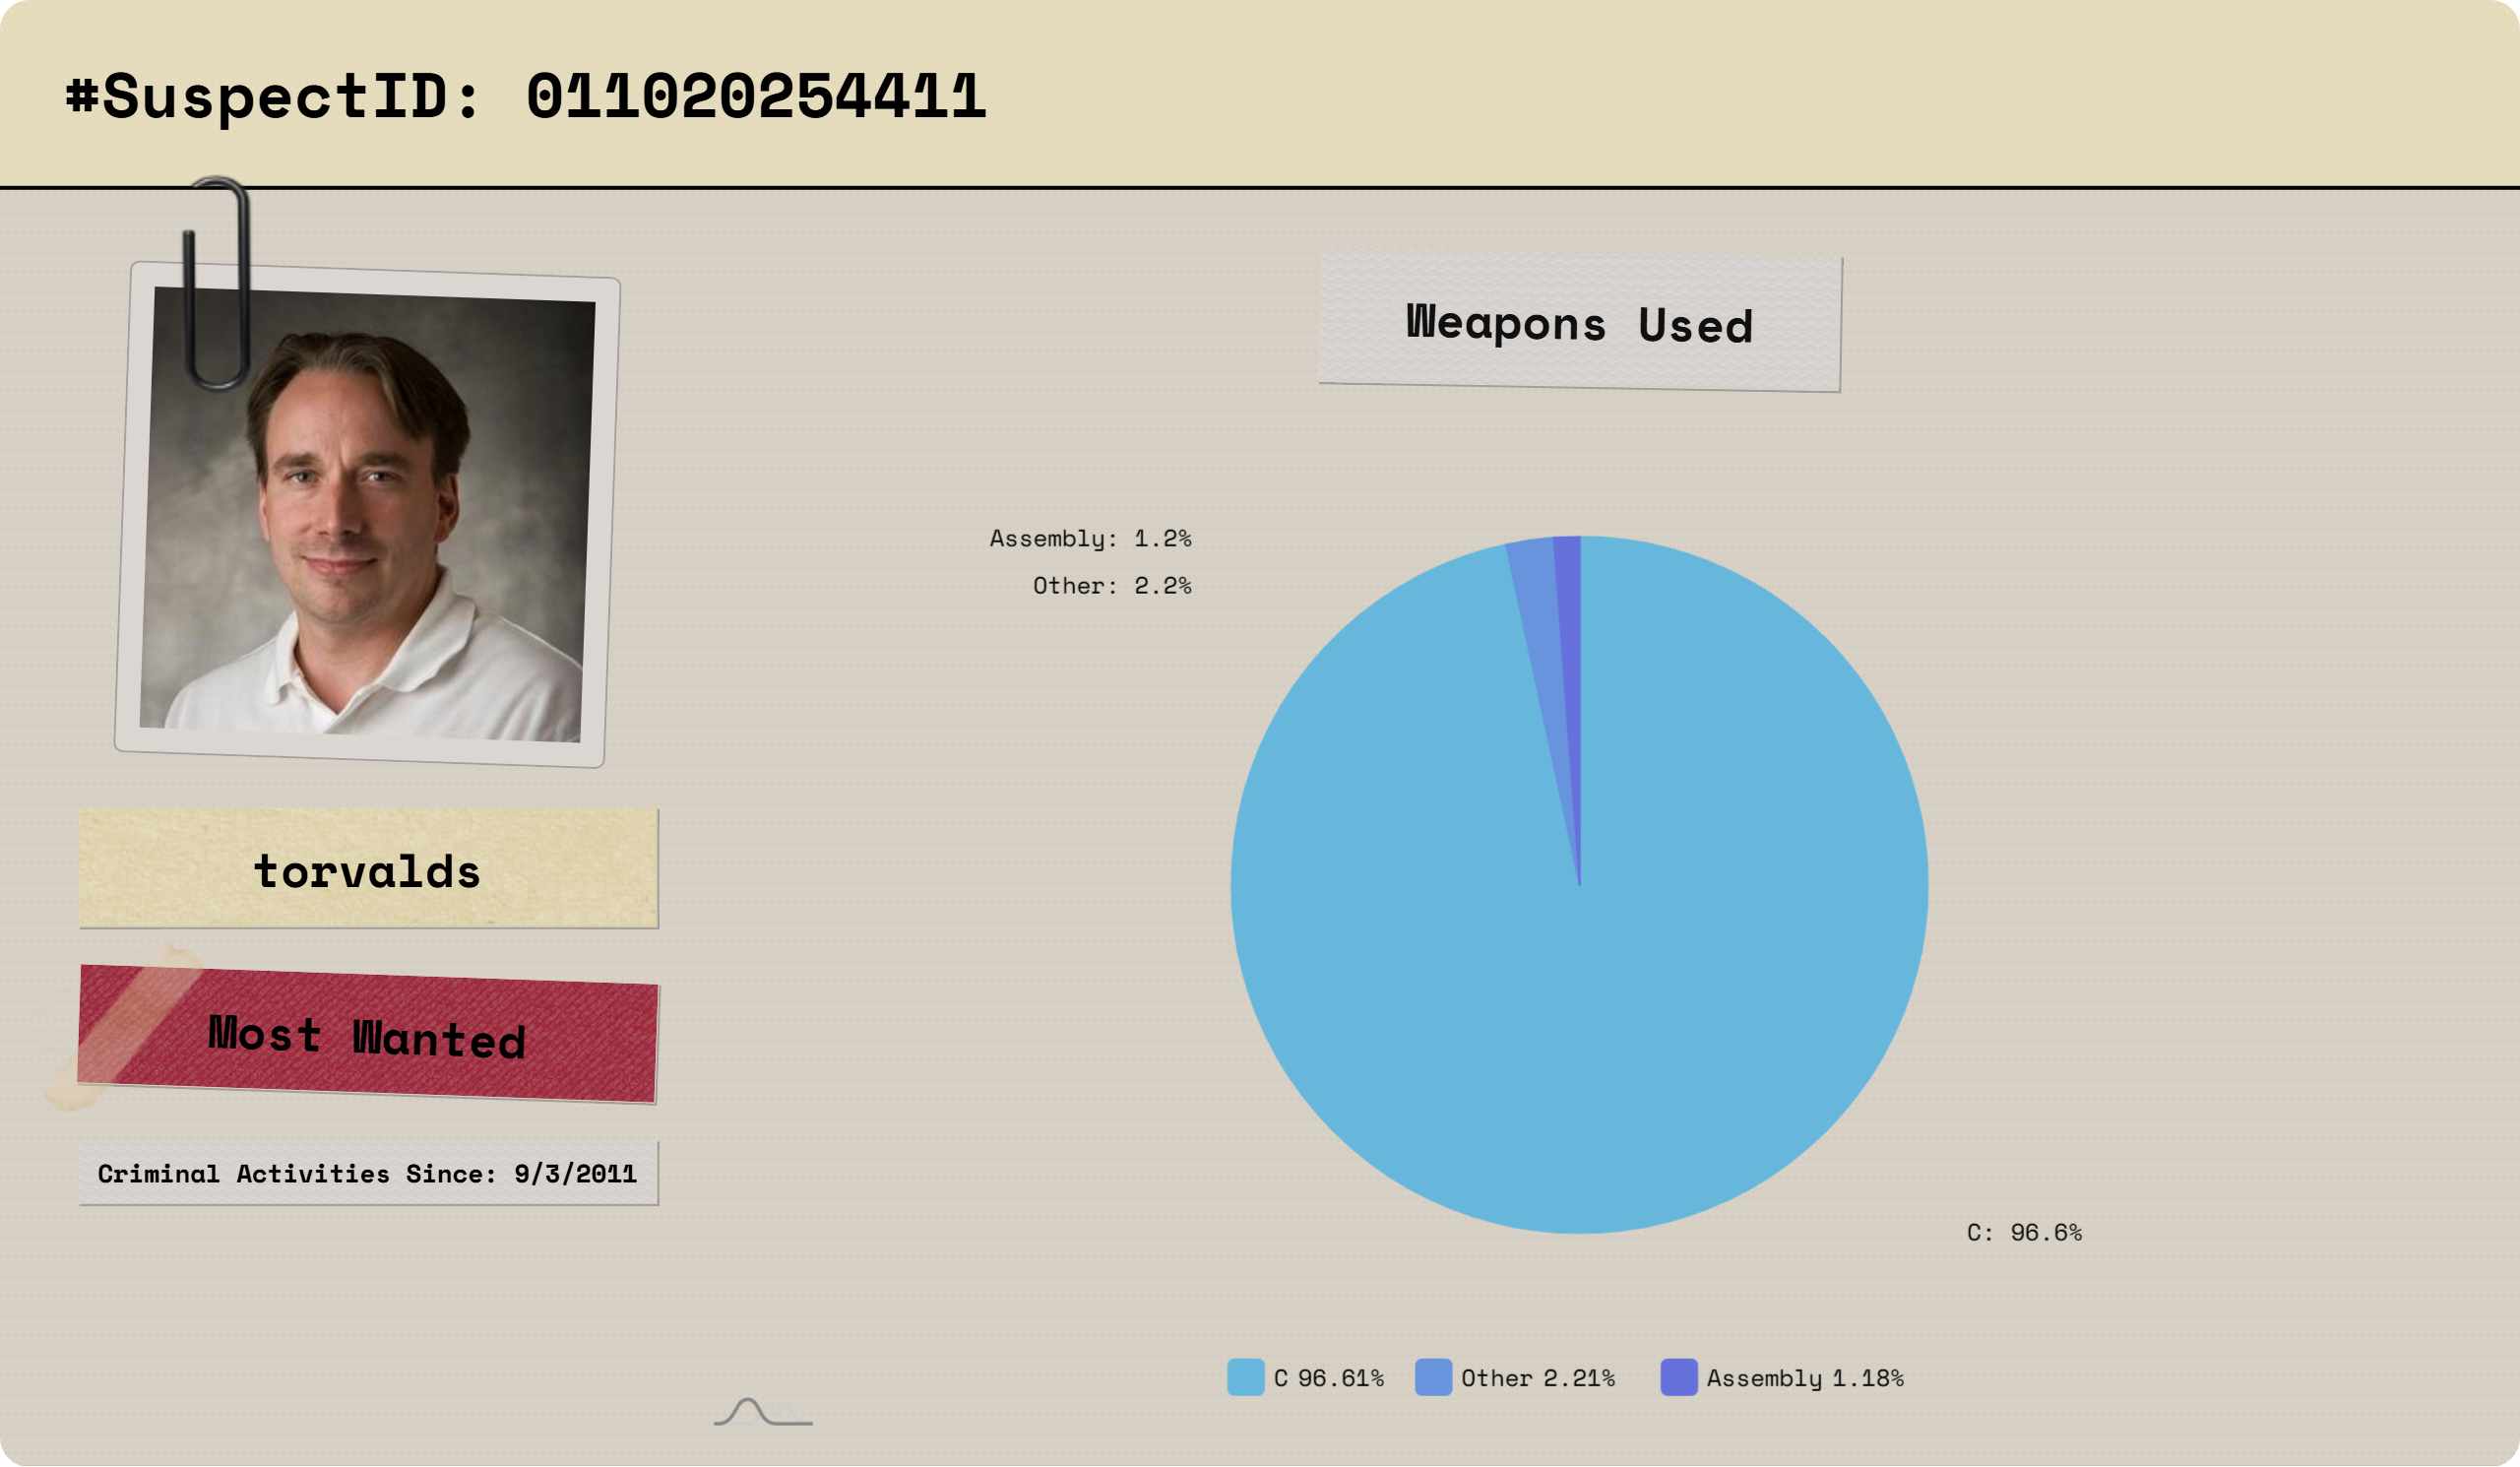 #SuspectID: 011020254411
torvalds
Most Wanted
Criminal Activities Since: 9/3/2011
Weapons Used
Assembly: 1.2%
Other: 2.2%
C: 96.6%
C 96.61% Other 2.21% Assembly 1.18%